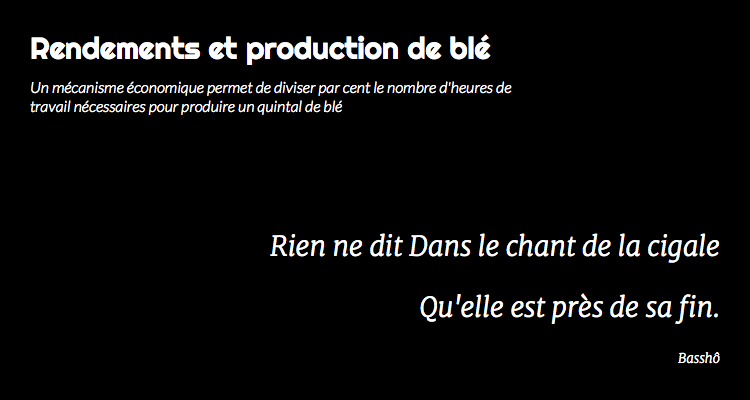 Rendements et production de blé
Un mécanisme économique permet de diviser par cent le nombre d'heures de
travail nécessaires pour produire un quintal de blé
Rien ne dit Dans le chant de la cigale
Qu'elle est près de sa fin.
Basshô